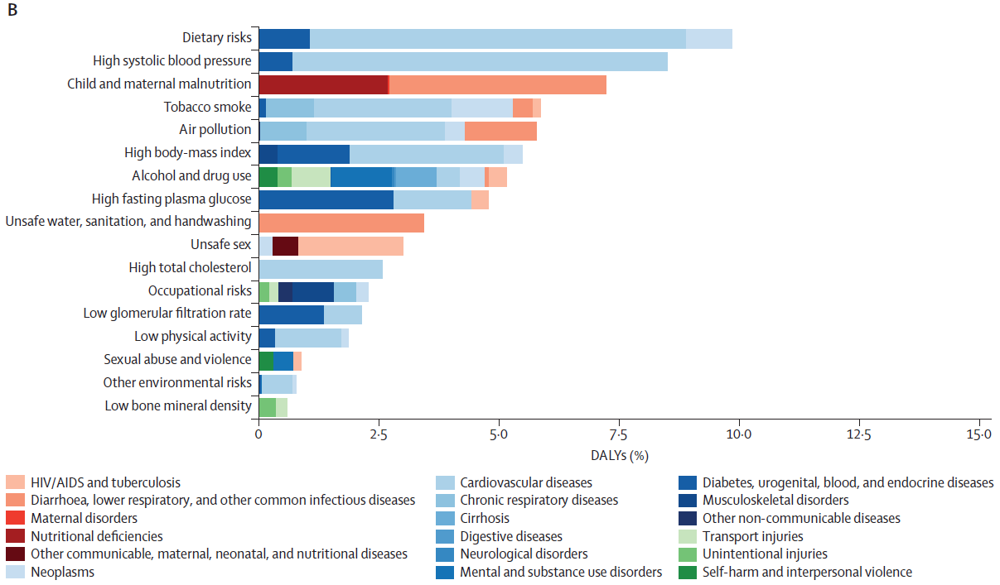 B
Dietary risks
High systolic blood pressure
Child and maternal malnutrition
Tobacco smoke
Air pollution
High body-mass index
Alcohol and drug use
High fasting plasma glucose
Unsafe water, sanitation, and handwashing
Unsafe sex
High total cholesterol
Occupational risks
Low glomerular filtration rate
Low physical activity
Sexual abuse and violence
Other environmental risks
Low bone mineral density
0 2·5 5·0 7·5 10·0 12·5 15·0
DALYs (%)
HIV/AIDS and tuberculosis
Diarrhoea, lower respiratory, and other common infectious diseases
Maternal disorders
Nutritional deficiencies
Other communicable, maternal, neonatal, and nutritional diseases
Neoplasms
Cardiovascular diseases
Chronic respiratory diseases
Cirrhosis
Digestive diseases
Neurological disorders
Mental and substance use disorders
Diabetes, urogenital, blood, and endocrine diseases
Musculoskeletal disorders
Other non-communicable diseases
Transport injuries
Unintentional injuries
Self-harm and interpersonal violence